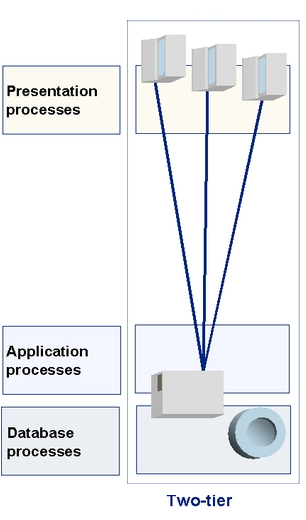 Presentation
processes
Application
processes
Database
processes
Two-tier